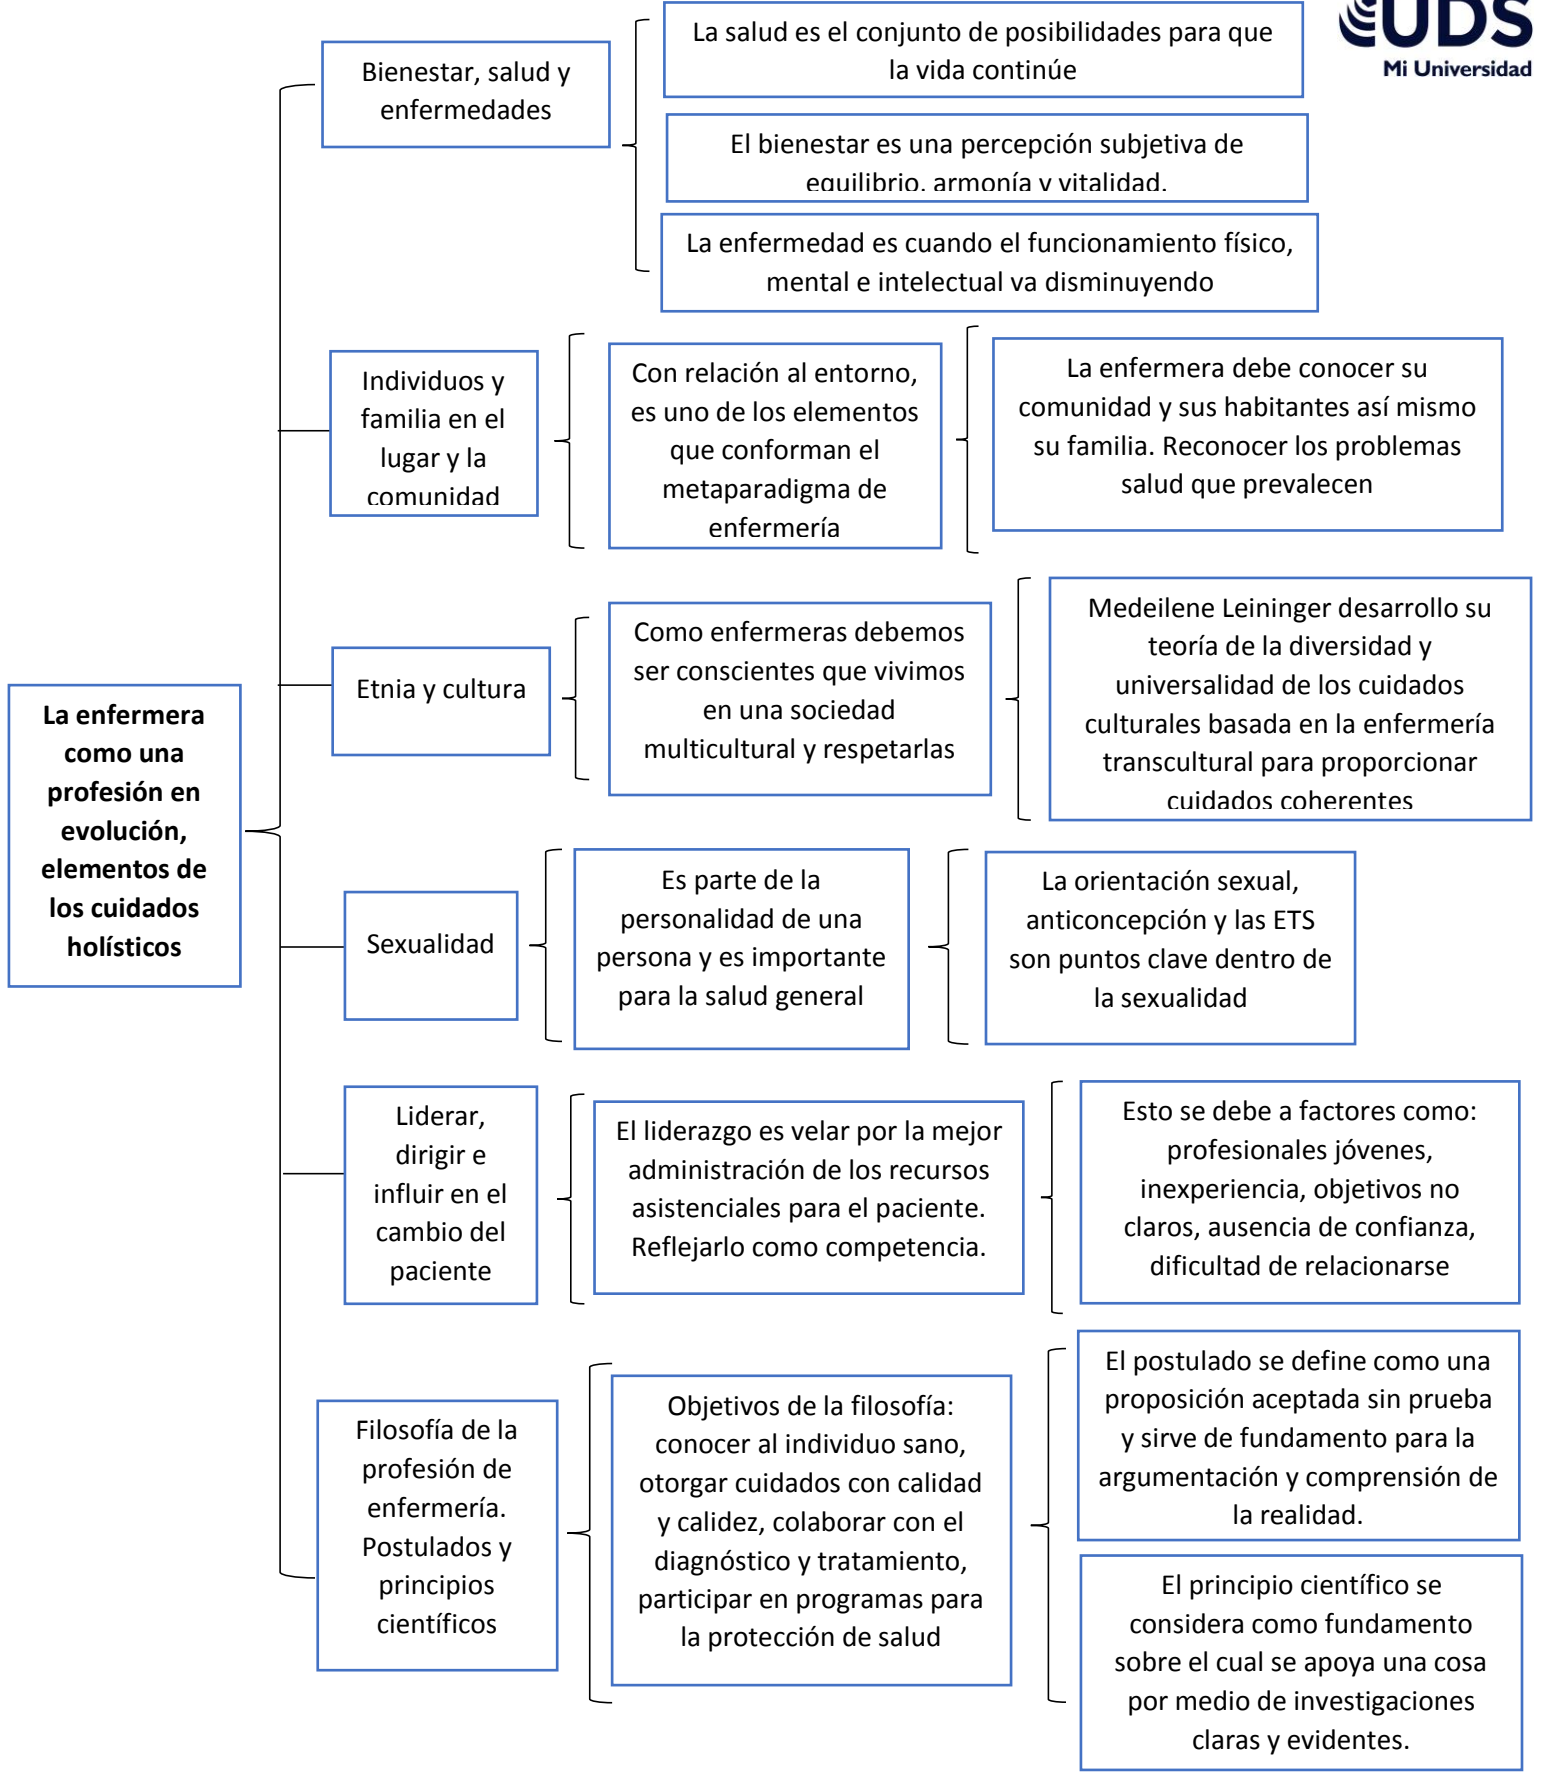 UDS
Mi Universidad
La enfermera
como una
profesión en
evolución,
elementos de
los cuidados
holísticos
Bienestar, salud y
enfermedades
La salud es el conjunto de posibilidades para que
la vida continúe
El bienestar es una percepción subjetiva de
equilibrio, armonía y vitalidad.
La enfermedad es cuando el funcionamiento físico,
mental e intelectual va disminuyendo
Individuos y
familia en el
lugar y la
comunidad
Con relación al entorno,
es uno de los elementos
que conforman el
metaparadigma de
enfermería
La enfermera debe conocer su
comunidad y sus habitantes así mismo
su familia. Reconocer los problemas
salud que prevalecen
Etnia y cultura
Como enfermeras debemos
ser conscientes que vivimos
en una sociedad
multicultural y respetarlas
Medeilene Leininger desarrollo su
teoría de la diversidad y
universalidad de los cuidados
culturales basada en la enfermería
transcultural para proporcionar
cuidados coherentes
Sexualidad
Es parte de la
personalidad de una
persona y es importante
para la salud general
La orientación sexual,
anticoncepción y las ETS
son puntos clave dentro de
la sexualidad
Liderar,
dirigir e
influir en el
cambio del
paciente
El liderazgo es velar por la mejor
administración de los recursos
asistenciales para el paciente.
Reflejarlo como competencia.
Esto se debe a factores como:
profesionales jóvenes,
inexperiencia, objetivos no
claros, ausencia de confianza,
dificultad de relacionarse
Filosofía de la
profesión de
enfermería.
Postulados y
principios
científicos
Objetivos de la filosofía:
conocer al individuo sano,
otorgar cuidados con calidad
y calidez, colaborar con el
diagnóstico y tratamiento,
participar en programas para
la protección de salud
El postulado se define como una
proposición aceptada sin prueba
y sirve de fundamento para la
argumentación y comprensión de
la realidad.
El principio científico se
considera como fundamento
sobre el cual se apoya una cosa
por medio de investigaciones
claras y evidentes.